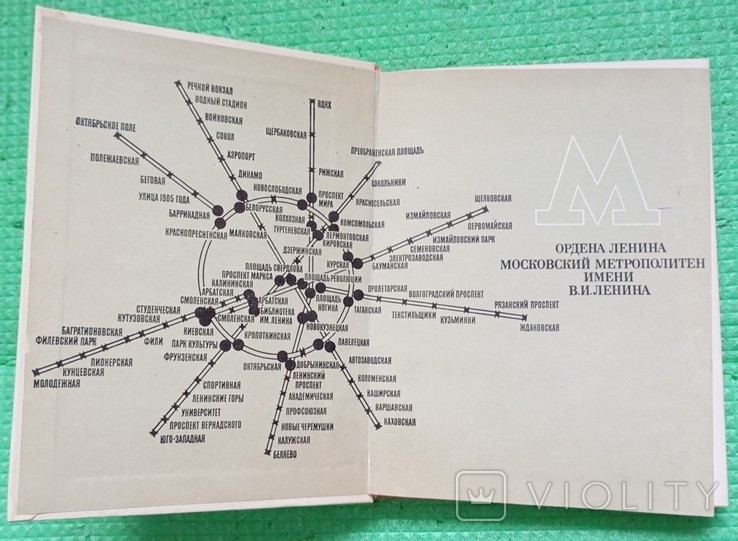 РЕЧНОЙ ВОКЗАЛ
ВОДНЫЙ СТАДИОН
ВОЙКОВСКАЯ
СОКОЛ
АЭРОПОРТ
ДИНАМО
НОВОСЛОБОДСКАЯ
БЕЛОРУССКАЯ
МАЯКОВСКАЯ
ОКТЯБРЬСКОЕ ПОЛЕ
ПОЛЕЖАЕВСКАЯ
БЕГОВАЯ
УЛИЦА 1905 ГОДА
БАРРИКАДНАЯ
КРАСНОПРЕСНЕНСКАЯ
ВДНХ
ЩЕРБАКОВСКАЯ
РИЖСКАЯ
ПРОСПЕКТ
МИРА
КОЛХОЗНАЯ
ТУРГЕНЕВСКАЯ
ПРЕОБРАЖЕНСКАЯ ПЛОЩАДЬ
СОКОЛЬНИКИ
КРАСНОСЕЛЬСКАЯ
КОМСОМОЛЬСКАЯ
ЛЕРМОНТОВСКАЯ
КИРОВСКАЯ
ДЗЕРЖИНСКАЯ
ЩЕЛКОВСКАЯ
ПЕРВОМАЙСКАЯ
ИЗМАЙЛОВСКАЯ
ИЗМАЙЛОВСКИЙ ПАРК
СЕМЕНОВСКАЯ
ЭЛЕКТРОЗАВОДСКАЯ
БАУМАНСКАЯ
КУРСКАЯ
ПЛОЩАДЬ СВЕРДЛОВА
ПРОСПЕКТ МАРКСА
ПЛОЩАДЬ РЕВОЛЮЦИИ
КАЛИНИНСКАЯ
АРБАТСКАЯ
СМОЛЕНСКАЯ
АРБАТСКАЯ
БИБЛИОТЕКА
ИМ. ЛЕНИНА
СМОЛЕНСКАЯ
ПЛОЩАДЬ
НОГИНА
ПРОЛЕТАРСКАЯ
ТАГАНСКАЯ
ВОЛГОГРАДСКИЙ ПРОСПЕКТ
ТЕКСТИЛЬЩИКИ
КУЗЬМИНКИ
РЯЗАНСКИЙ ПРОСПЕКТ
ЖДАНОВСКАЯ
СТУДЕНЧЕСКАЯ
КУТУЗОВСКАЯ
КИЕВСКАЯ
БАГРАТИОНОВСКАЯ
ФИЛЕВСКИЙ ПАРК
ФИЛИ
ПИОНЕРСКАЯ
КУНЦЕВСКАЯ
МОЛОДЕЖНАЯ
КРОПОТКИНСКАЯ
ПАРК КУЛЬТУРЫ
ФРУНЗЕНСКАЯ
СПОРТИВНАЯ
ЛЕНИНСКИЕ ГОРЫ
УНИВЕРСИТЕТ
ПРОСПЕКТ ВЕРНАДСКОГО
ЮГО-ЗАПАДНАЯ
НОВОКУЗНЕЦКАЯ
ПАВЕЛЕЦКАЯ
АВТОЗАВОДСКАЯ
КОЛОМЕНСКАЯ
КАШИРСКАЯ
ВАРШАВСКАЯ
КАХОВСКАЯ
ДОБРЫНИНСКАЯ
ОКТЯБРЬСКАЯ
ЛЕНИНСКИЙ
ПРОСПЕКТ
АКАДЕМИЧЕСКАЯ
ПРОФСОЮЗНАЯ
НОВЫЕ ЧЕРЕМУШКИ
КАЛУЖСКАЯ
БЕЛЯЕВО
М
ОРДЕНА ЛЕНИНА
МОСКОВСКИЙ МЕТРОПОЛИТЕН
ИМЕНИ
В.И.ЛЕНИНА
VIOLITY